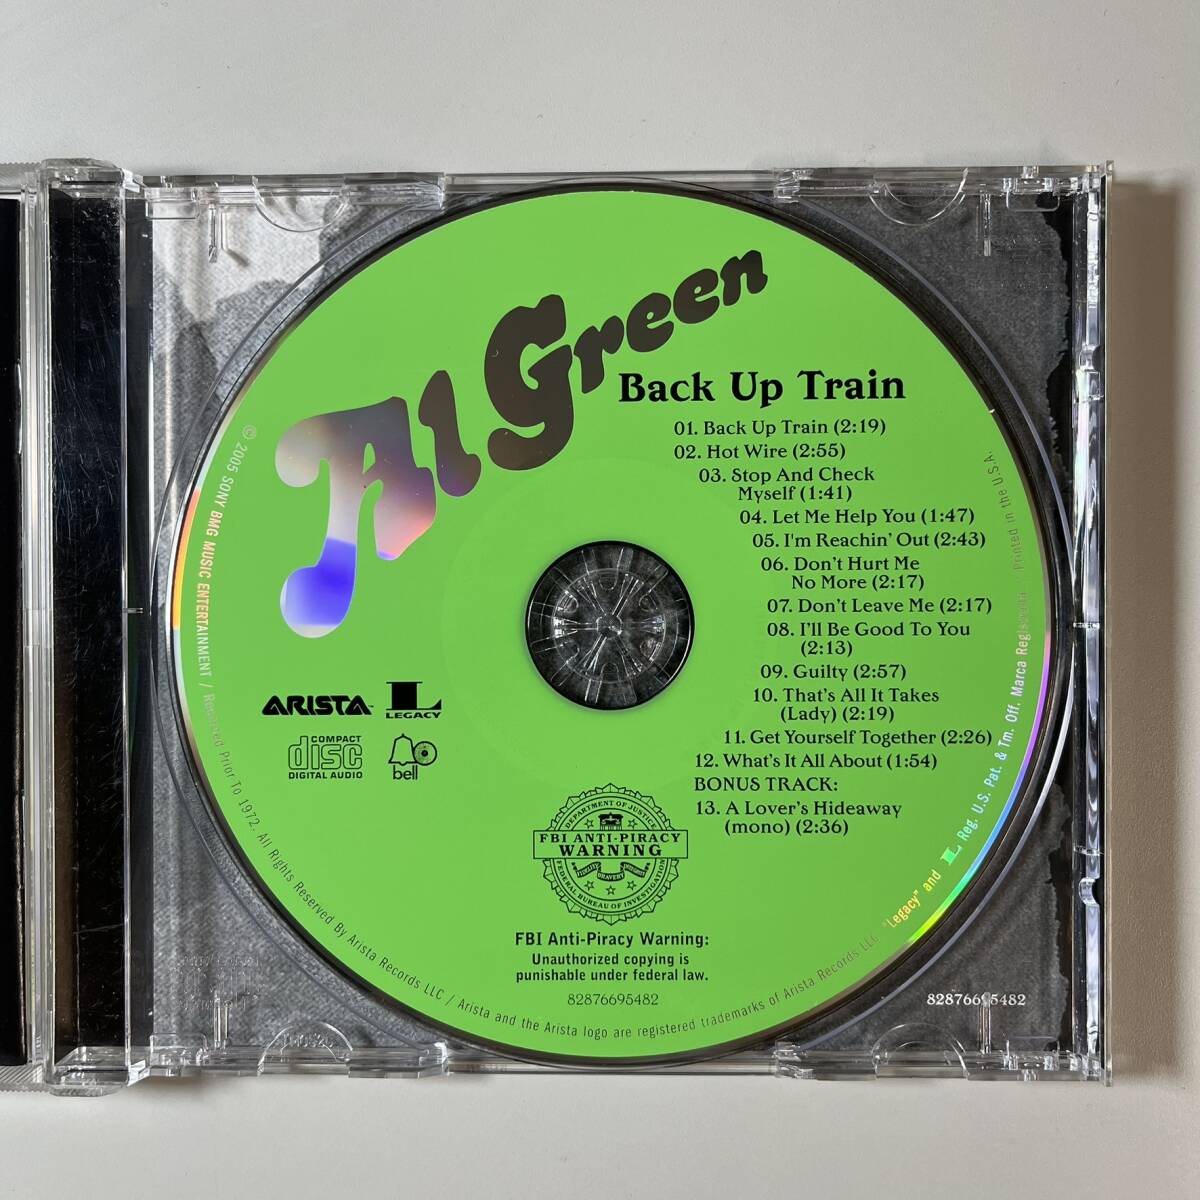 Al Green
Back Up Train
01. Back Up Train (2:19)
02. Hot Wire (2:55)
03. Stop And Check
Myself (1:41)
04. Let Me Help You (1:47)
05. I'm Reachin' Out (2:43)
06. Don't Hurt Me
No More (2:17)
07. Don't Leave Me (2:17)
08. I'll Be Good To You
(2:13)
09. Guilty (2:57)
10. That's All It Takes
(Lady) (2:19)
11. Get Yourself Together (2:26)
12. What's It All About (1:54)
BONUS TRACK:
13. A Lover's Hideaway
(mono) (2:36)
ARISTA™
L
LEGACY
COMPACT
disc
DIGITAL AUDIO
bell
DEPARTMENT OF JUSTICE
FBI ANTI-PIRACY
WARNING
FIDELITY BRAVERY INTEGRITY
FEDERAL BUREAU OF INVESTIGATION
FBI Anti-Piracy Warning:
Unauthorized copying is
punishable under federal law.
82876695482
© 2005 SONY BMG MUSIC ENTERTAINMENT / Recorded Prior To 1972. All Rights Reserved By Arista Records LLC / Arista and the Arista logo are registered trademarks of Arista Records LLC "Legacy" and L Reg. U.S. Pat. & Tm. Off. Marca Registrada / Printed in the U.S.A.
82876695482